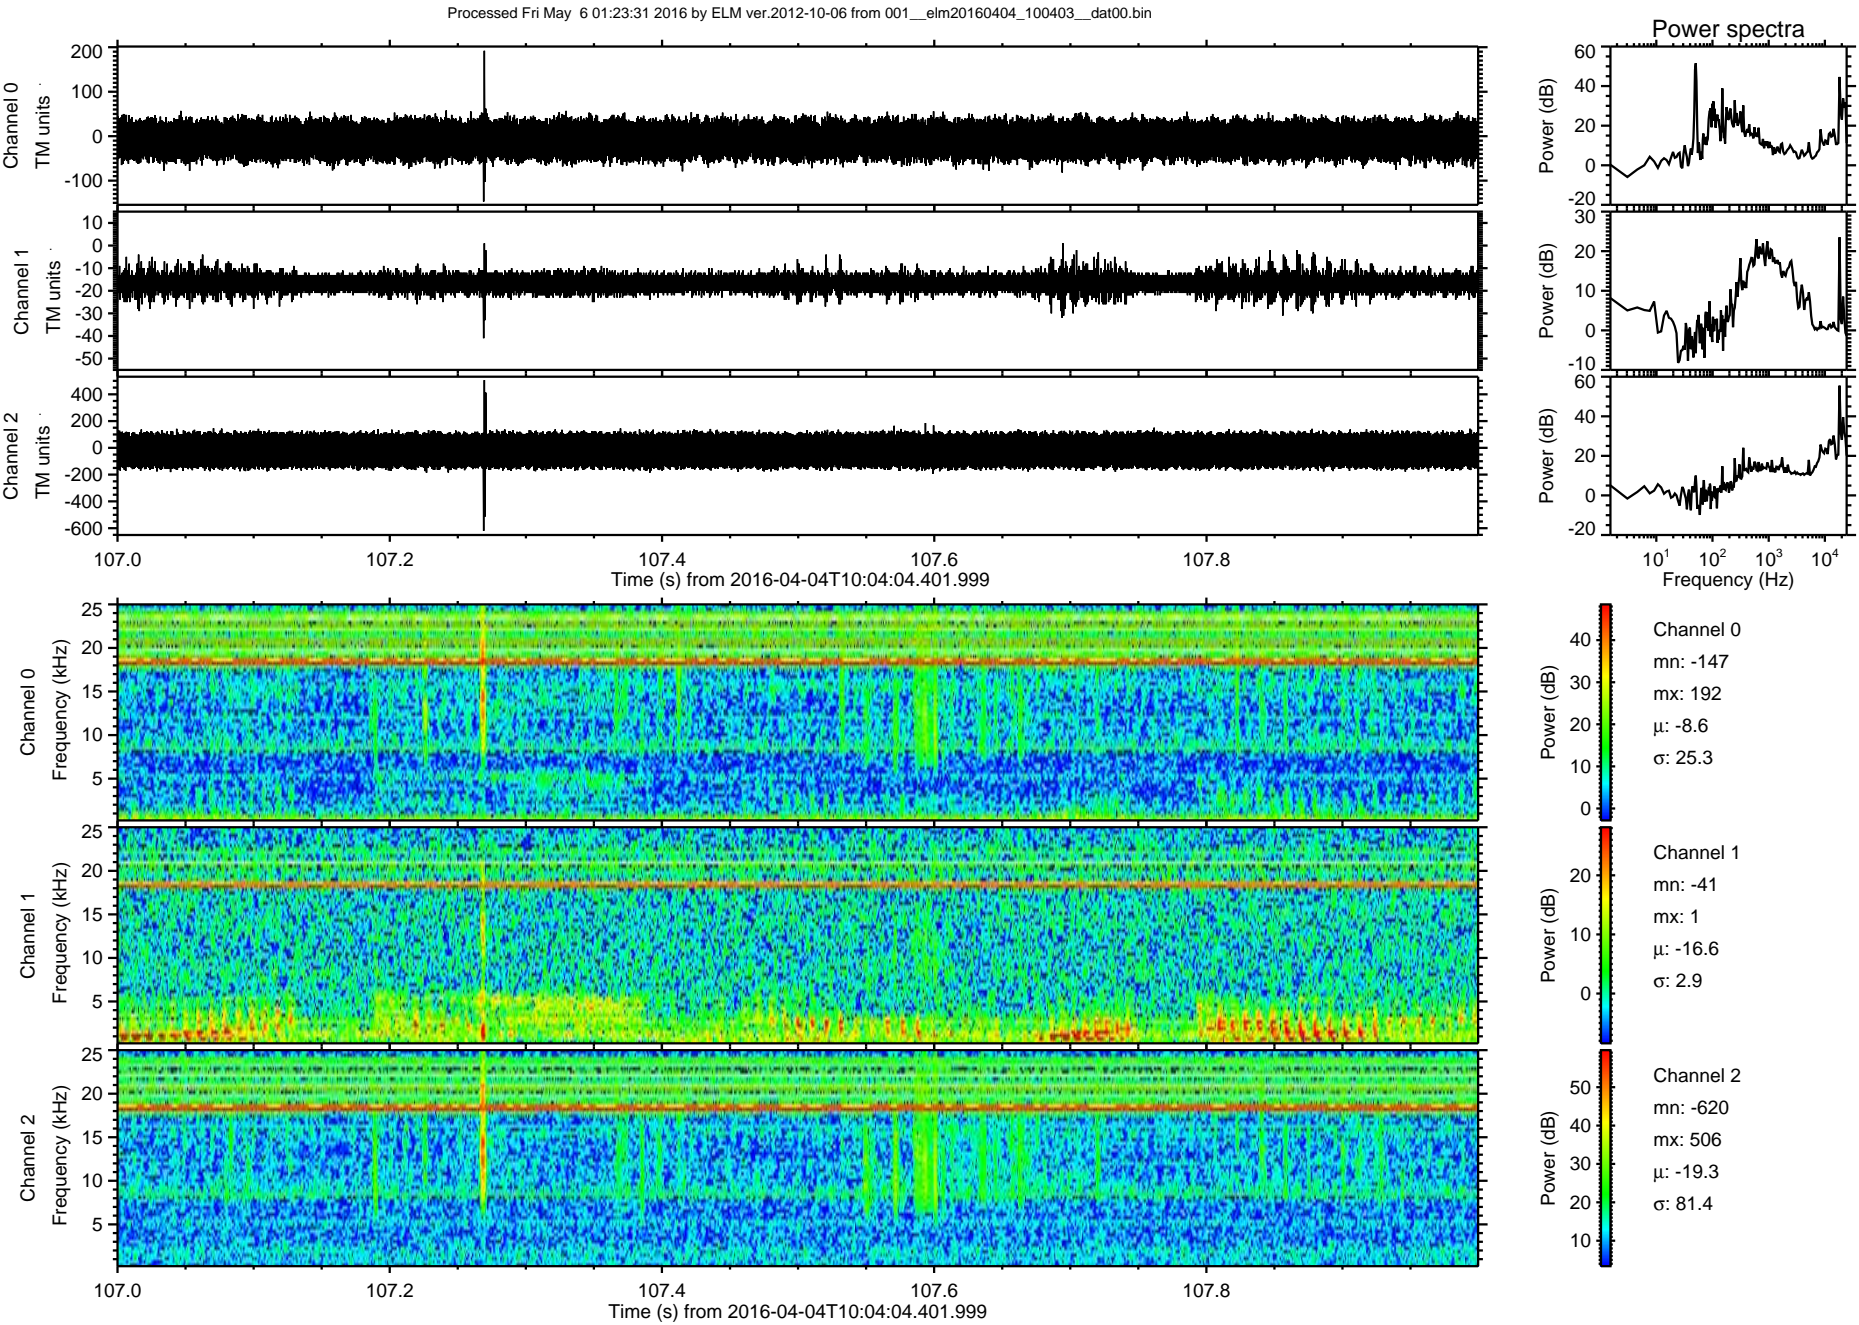 Processed Fri May  6 01:23:31 2016 by ELM ver.2012-10-06 from 001__elm20160404_100403__dat00.bin
Power spectra
Channel 0
TM units
200
100
0
-100
Power (dB)
60
40
20
0
-20
Channel 1
TM units
10
0
-10
-20
-30
-40
-50
Power (dB)
30
20
10
0
-10
Channel 2
TM units
400
200
0
-200
-400
-600
Power (dB)
60
40
20
0
-20
107.0 107.2 107.4 107.6 107.8
Time (s) from 2016-04-04T10:04:04.401.999
10¹ 10² 10³ 10⁴
Frequency (Hz)
Channel 0
Frequency (kHz)
25
20
15
10
5
Power (dB)
40
30
20
10
0
Channel 0
mn: -147
mx: 192
μ: -8.6
σ: 25.3
Channel 1
Frequency (kHz)
25
20
15
10
5
Power (dB)
20
10
0
Channel 1
mn: -41
mx: 1
μ: -16.6
σ: 2.9
Channel 2
Frequency (kHz)
25
20
15
10
5
Power (dB)
50
40
30
20
10
Channel 2
mn: -620
mx: 506
μ: -19.3
σ: 81.4
107.0 107.2 107.4 107.6 107.8
Time (s) from 2016-04-04T10:04:04.401.999